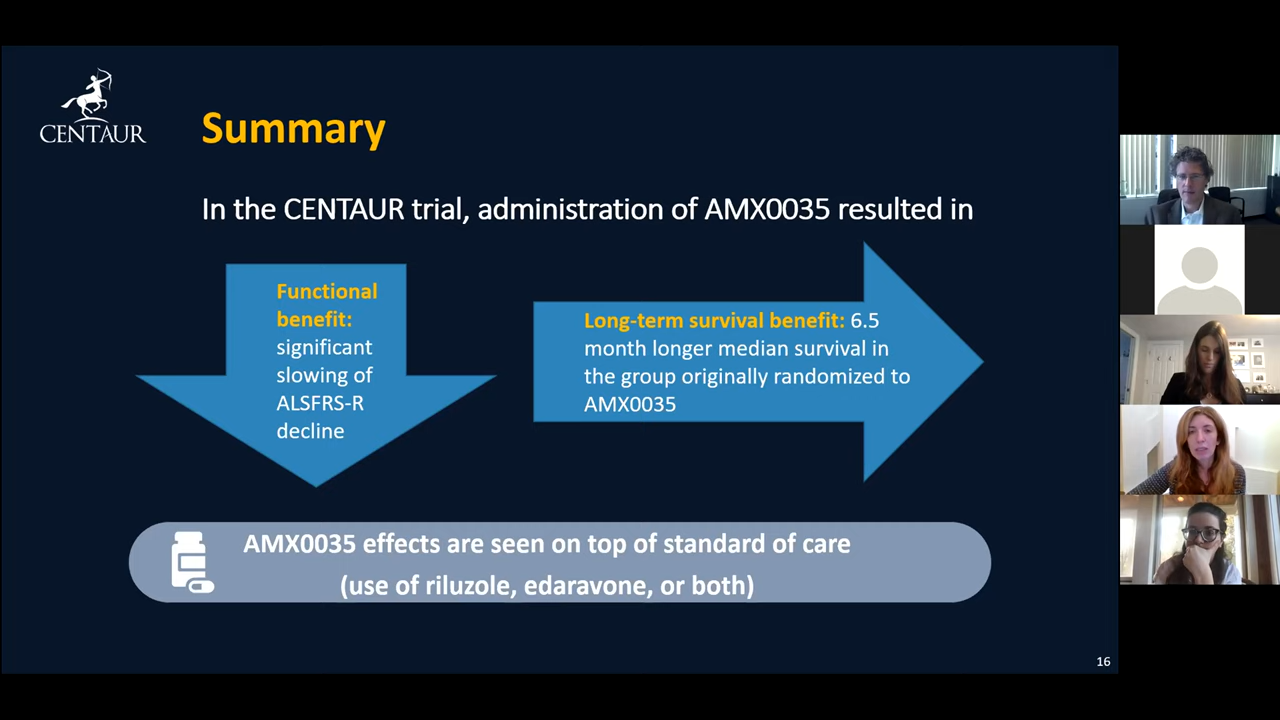 CENTAUR
Summary
In the CENTAUR trial, administration of AMX0035 resulted in
Functional
benefit:
significant
slowing of
ALSFRS-R
decline
Long-term survival benefit: 6.5
month longer median survival in
the group originally randomized to
AMX0035
AMX0035 effects are seen on top of standard of care
(use of riluzole, edaravone, or both)
16